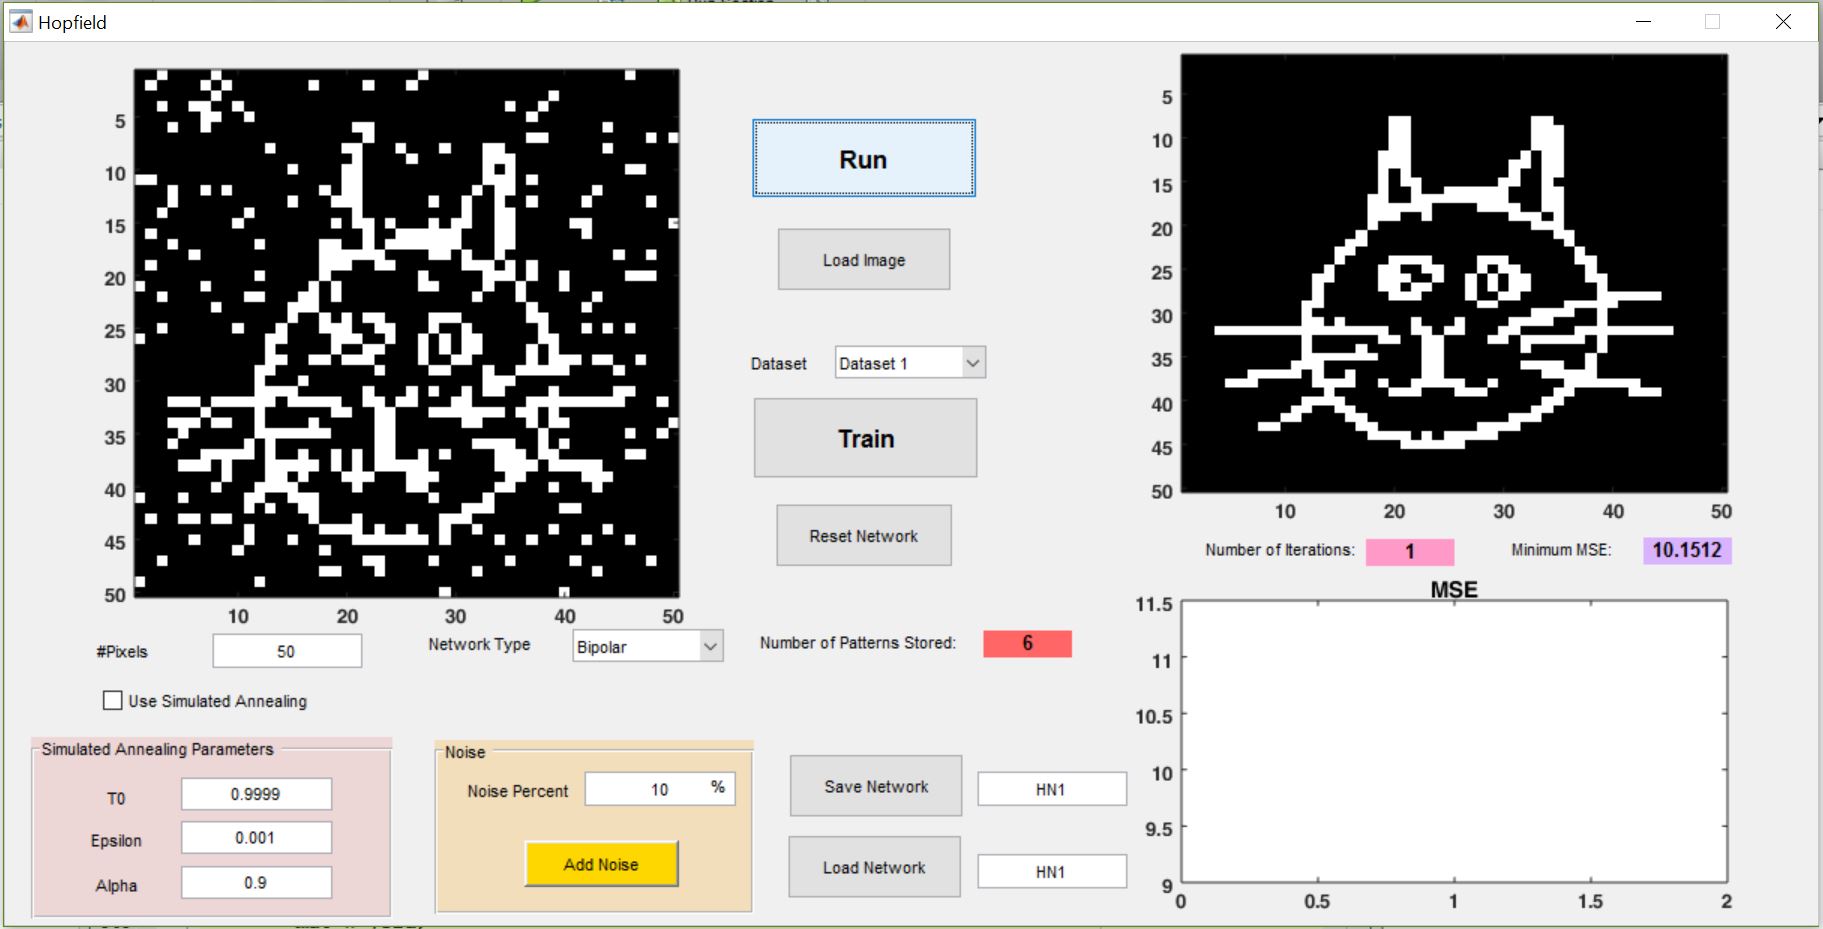 Hopfield
5
10
15
20
25
30
35
40
45
50
10 20 30 40 50
#Pixels 50
Network Type Bipolar
Use Simulated Annealing
Simulated Annealing Parameters
T0 0.9999
Epsilon 0.001
Alpha 0.9
Noise
Noise Percent 10 %
Add Noise
Run
Load Image
Dataset Dataset 1
Train
Reset Network
Number of Patterns Stored: 6
Save Network HN1
Load Network HN1
5
10
15
20
25
30
35
40
45
50
10 20 30 40 50
Number of Iterations: 1 Minimum MSE: 10.1512
MSE
11.5
11
10.5
10
9.5
9
0 0.5 1 1.5 2